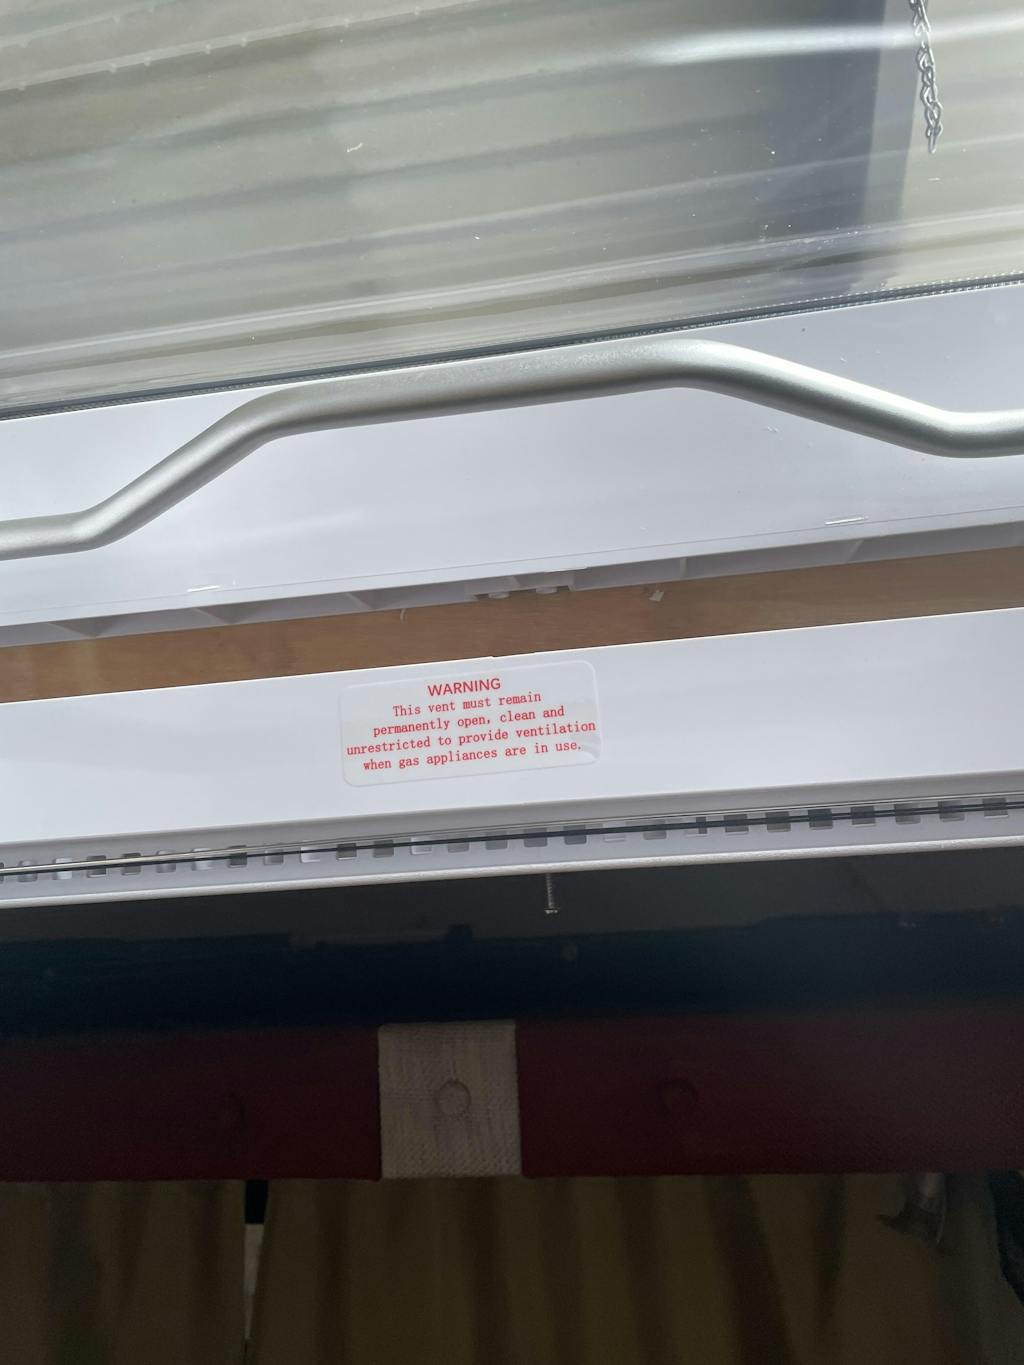 WARNING
This vent must remain
permanently open, clean and
unrestricted to provide ventilation
when gas appliances are in use.